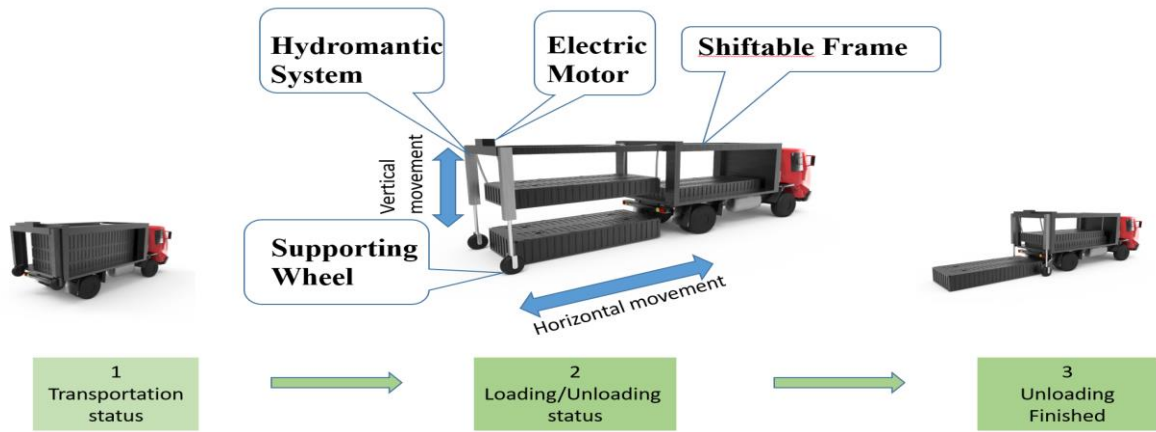 Hydromantic
System
Electric
Motor
Shiftable Frame
Vertical
movement
Supporting
Wheel
Horizontal movement
1
Transportation
status
2
Loading/Unloading
status
3
Unloading
Finished